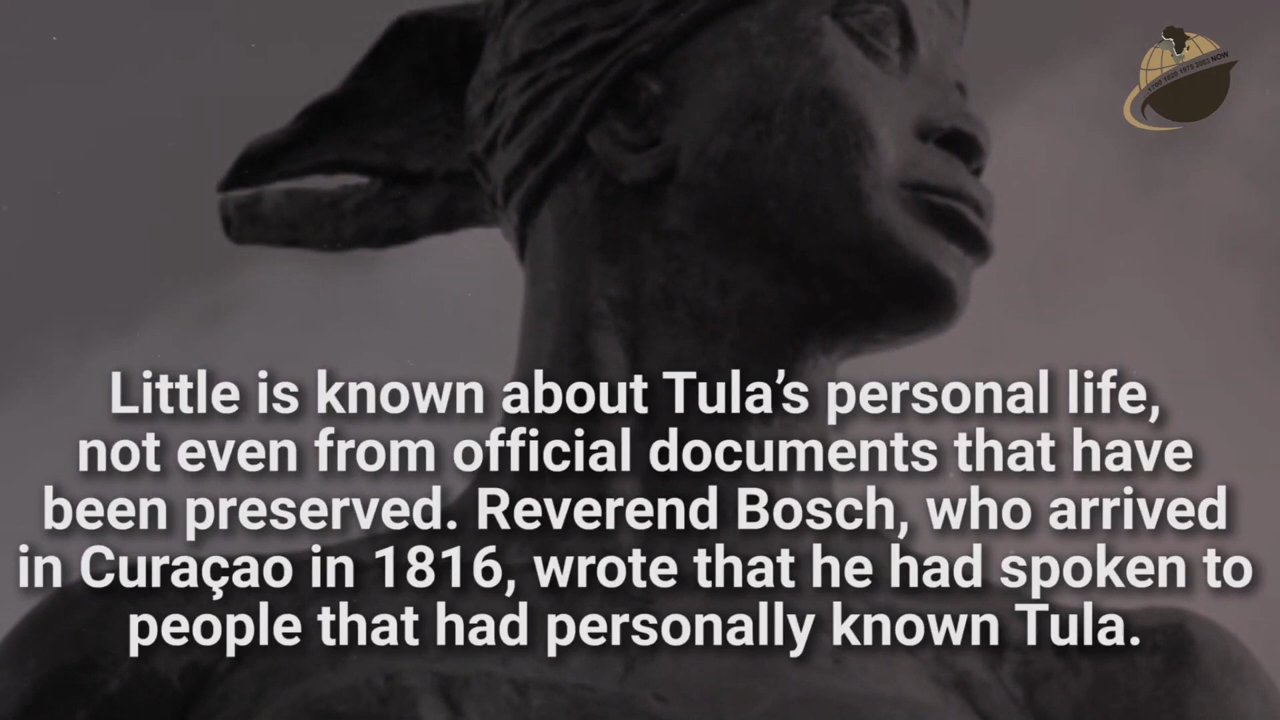 Little is known about Tula’s personal life,
not even from official documents that have
been preserved. Reverend Bosch, who arrived
in Curaçao in 1816, wrote that he had spoken to
people that had personally known Tula.
NOW